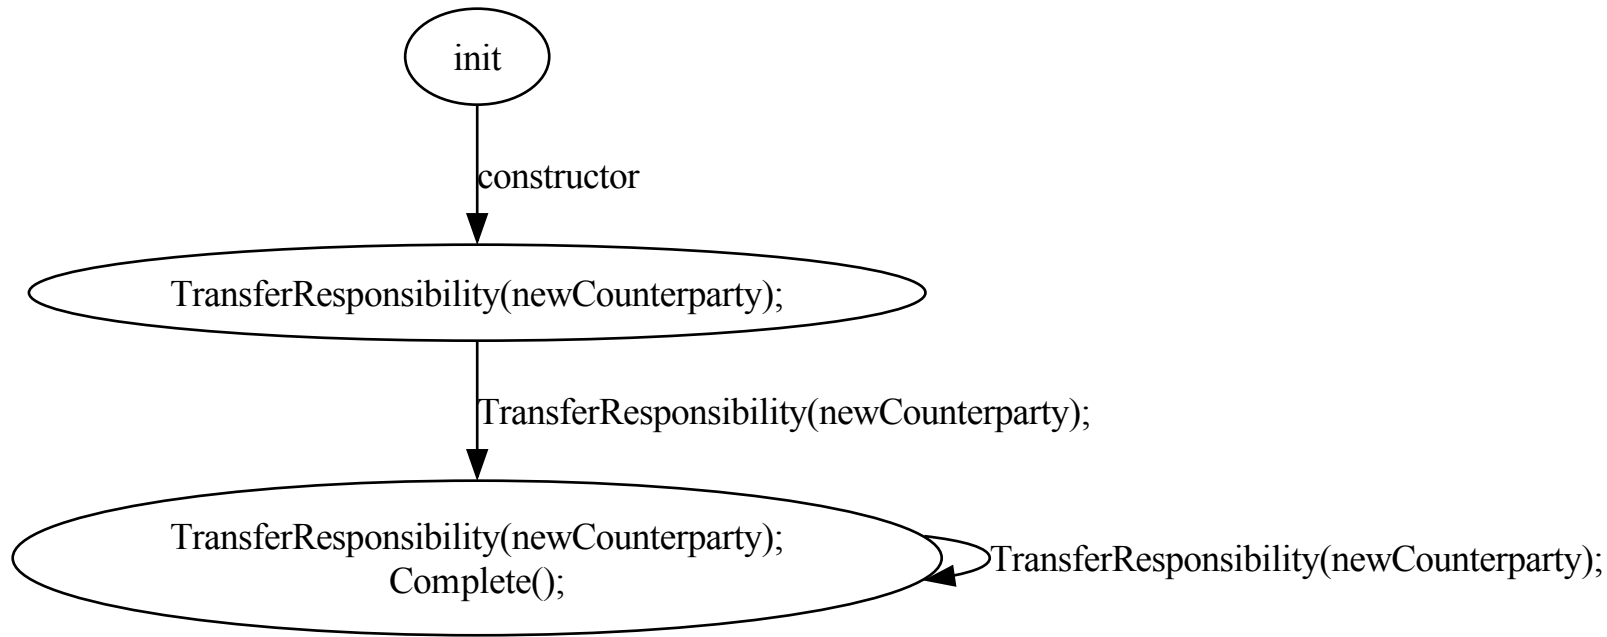 init
constructor
TransferResponsibility(newCounterparty);
TransferResponsibility(newCounterparty);
TransferResponsibility(newCounterparty);
Complete();
TransferResponsibility(newCounterparty);